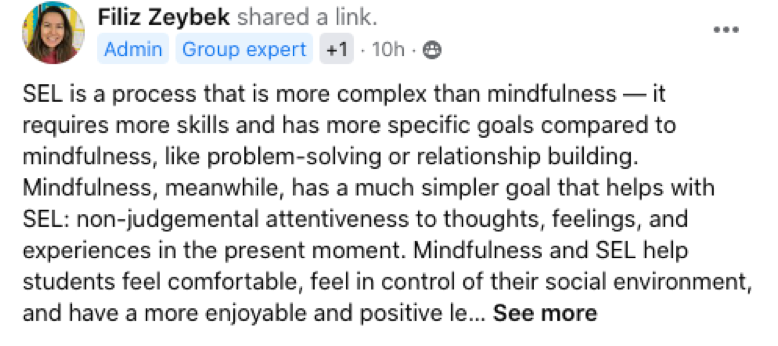 Filiz Zeybek shared a link.
Admin Group expert +1 · 10h ·
SEL is a process that is more complex than mindfulness — it
requires more skills and has more specific goals compared to
mindfulness, like problem-solving or relationship building.
Mindfulness, meanwhile, has a much simpler goal that helps with
SEL: non-judgemental attentiveness to thoughts, feelings, and
experiences in the present moment. Mindfulness and SEL help
students feel comfortable, feel in control of their social environment,
and have a more enjoyable and positive le... See more